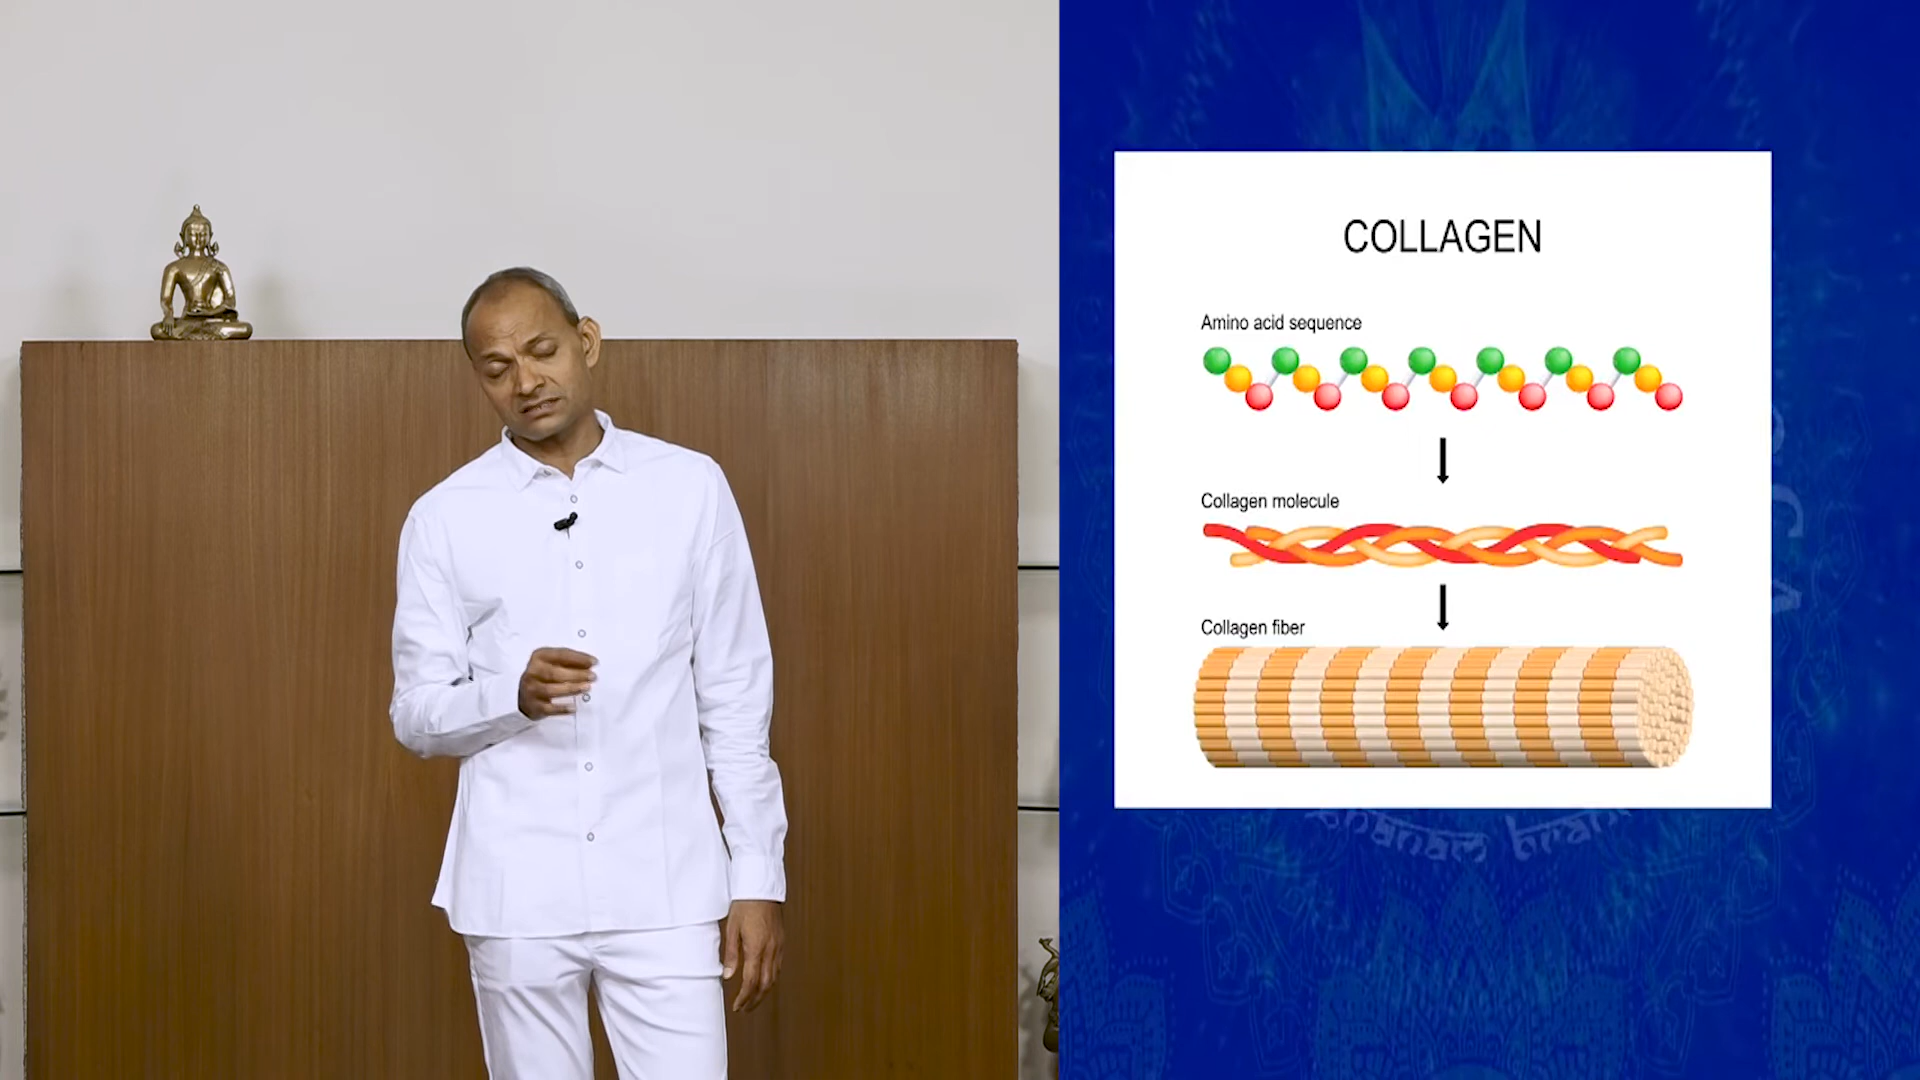 COLLAGEN
Amino acid sequence
Collagen molecule
Collagen fiber